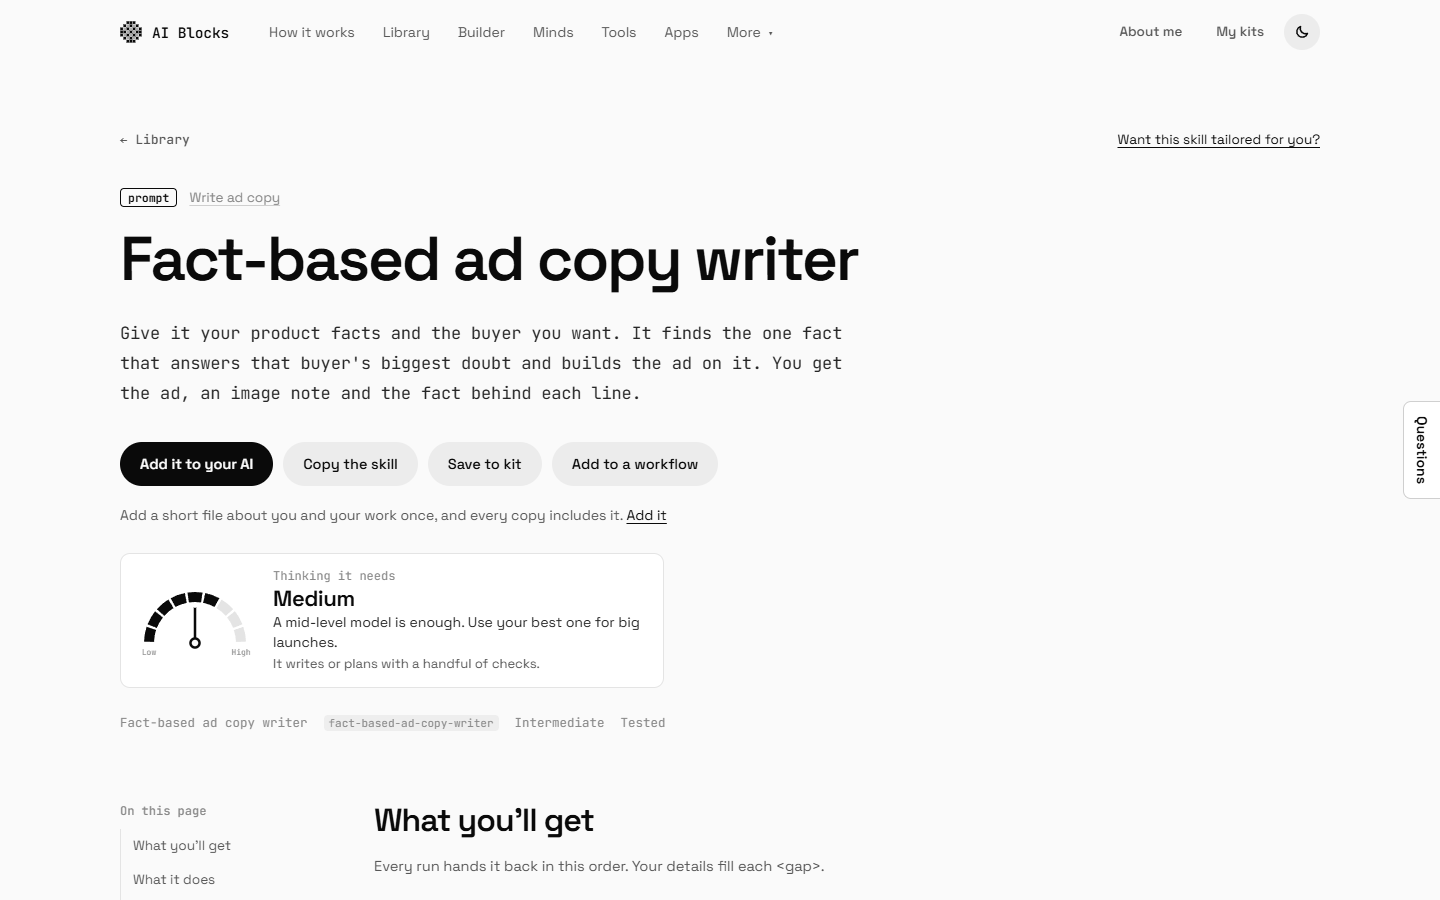 AI Blocks
How it works
Library
Builder
Minds
Tools
Apps
More ▾
About me
My kits
← Library
Want this skill tailored for you?
prompt
Write ad copy
Fact-based ad copy writer
Give it your product facts and the buyer you want. It finds the one fact
that answers that buyer's biggest doubt and builds the ad on it. You get
the ad, an image note and the fact behind each line.
Add it to your AI
Copy the skill
Save to kit
Add to a workflow
Add a short file about you and your work once, and every copy includes it. Add it
Thinking it needs
Medium
A mid-level model is enough. Use your best one for big
launches.
It writes or plans with a handful of checks.
Low
High
Fact-based ad copy writer
fact-based-ad-copy-writer
Intermediate
Tested
Questions
On this page
What you’ll get
What it does
What you’ll get
Every run hands it back in this order. Your details fill each <gap>.